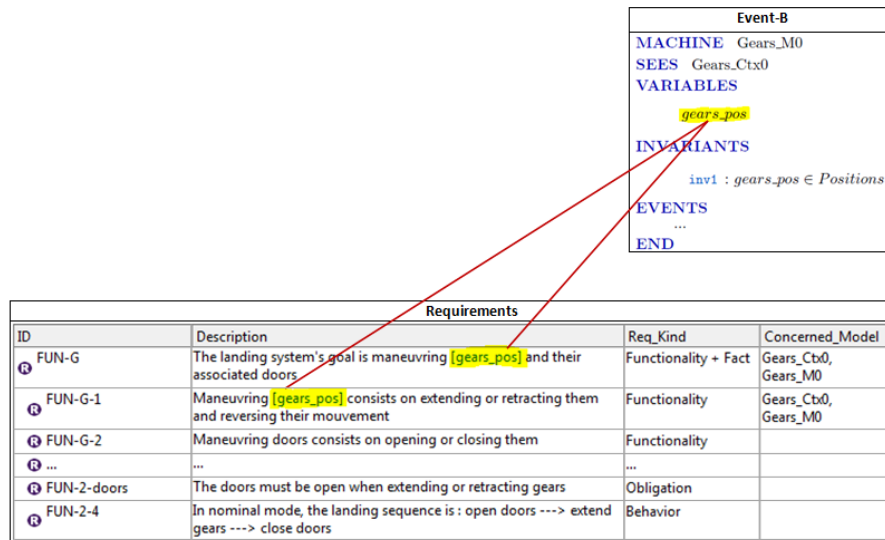 Event-B
MACHINE Gears_M0
SEES Gears_Ctx0
VARIABLES
gears_pos
INVARIANTS
inv1 : gears_pos ∈ Positions
EVENTS
...
END
Requirements
ID Description Req_Kind Concerned_Model
R FUN-G The landing system's goal is maneuvring [gears_pos] and their Functionality + Fact Gears_Ctx0,
associated doors Gears_M0
R FUN-G-1 Maneuvring [gears_pos] consists on extending or retracting them Functionality Gears_Ctx0,
and reversing their mouvement Gears_M0
R FUN-G-2 Maneuvring doors consists on opening or closing them Functionality
R ... ... ...
R FUN-2-doors The doors must be open when extending or retracting gears Obligation
R FUN-2-4 In nominal mode, the landing sequence is : open doors ---> extend Behavior
gears ---> close doors